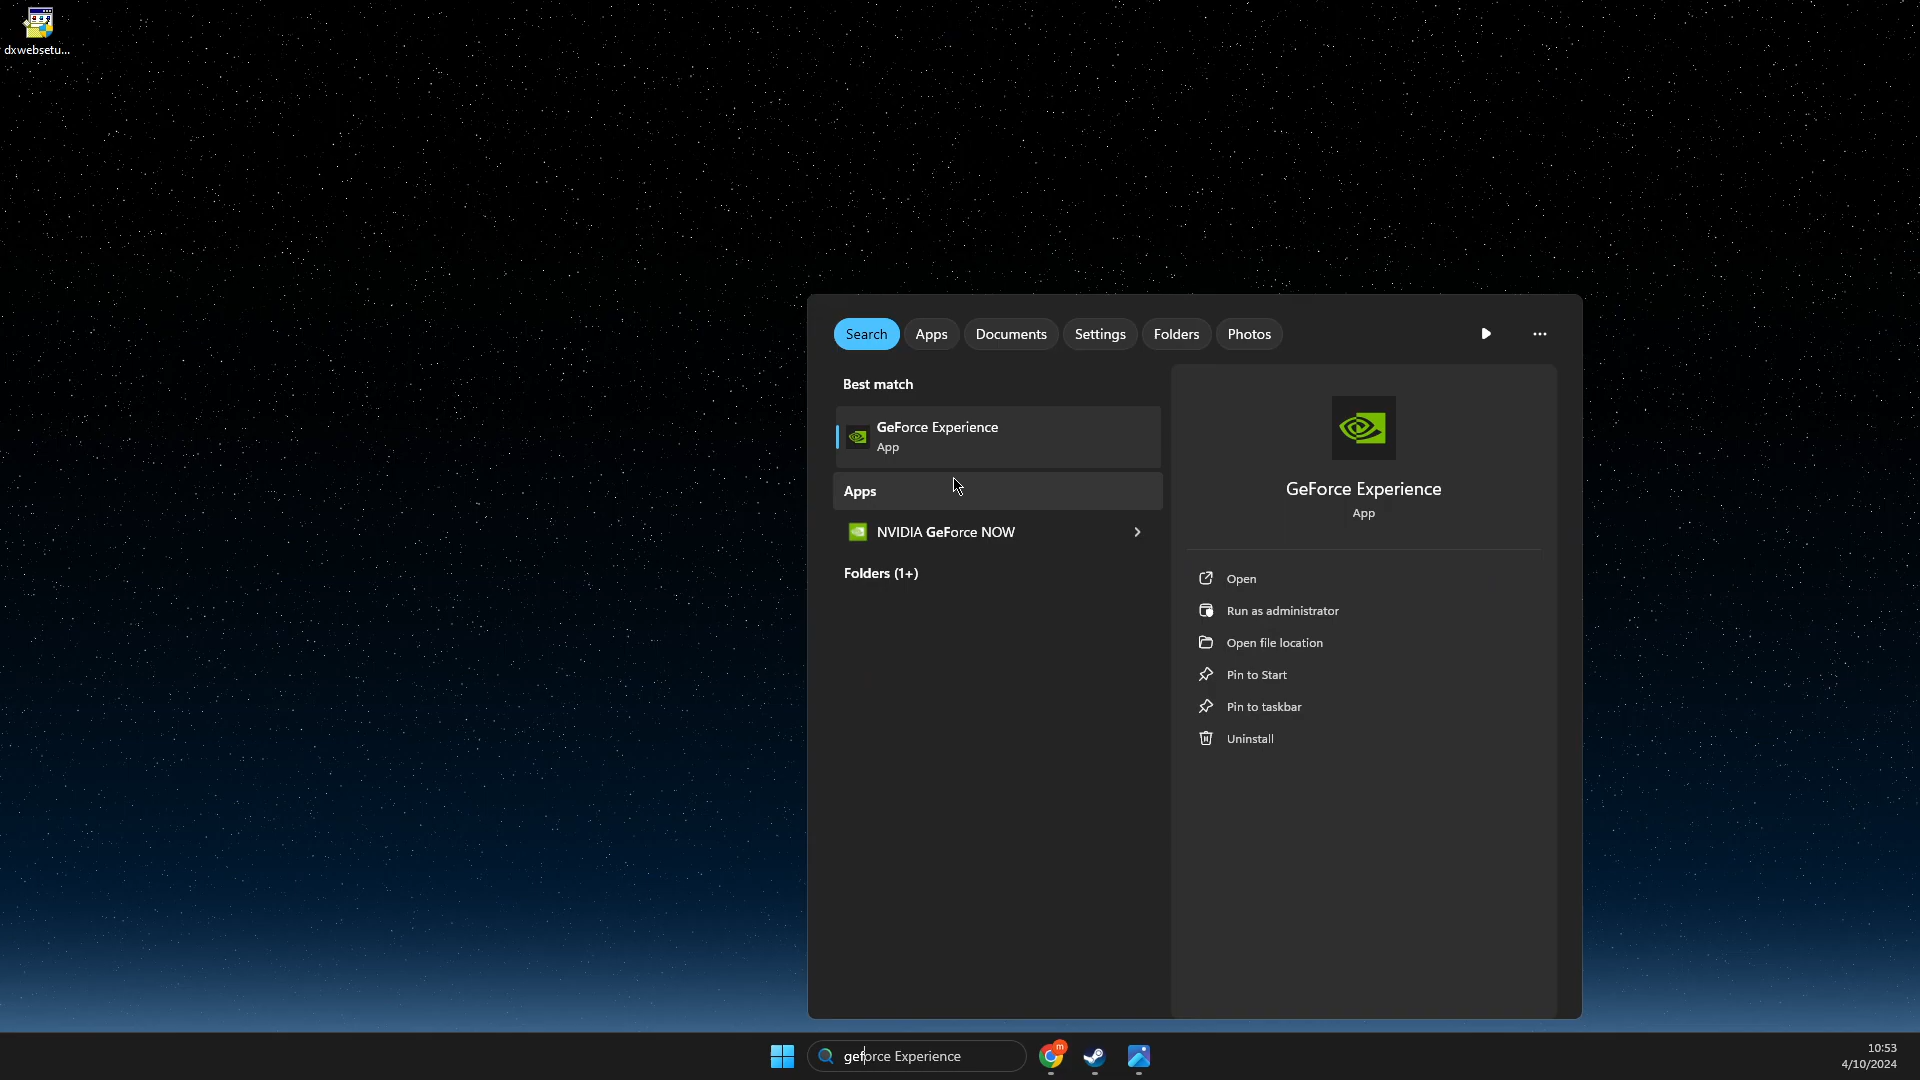 dxwebsetu...
Search
Apps
Documents
Settings
Folders
Photos
Best match
GeForce Experience
App
Apps
NVIDIA GeForce NOW
Folders (1+)
GeForce Experience
App
Open
Run as administrator
Open file location
Pin to Start
Pin to taskbar
Uninstall
geforce Experience
m
10:53
4/10/2024